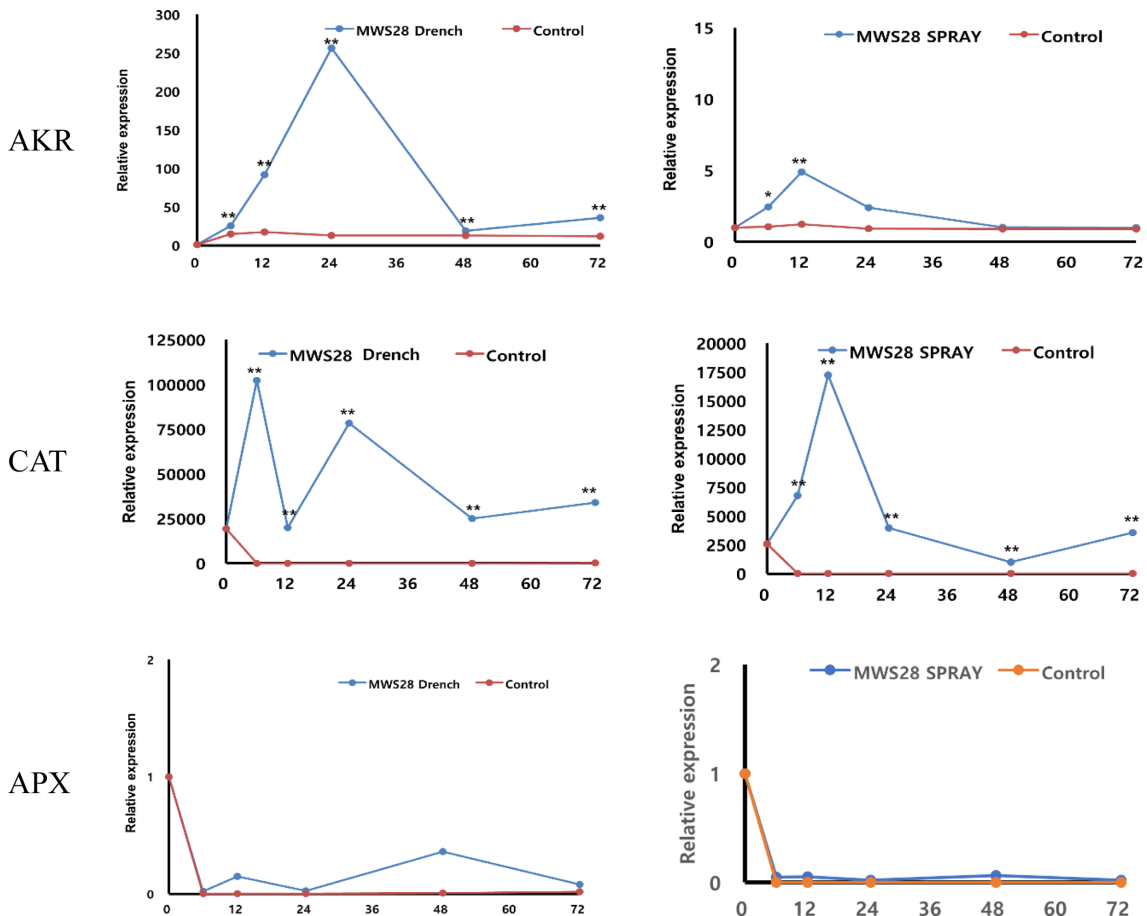 AKR
Relative expression
300
250
200
150
100
50
0
MWS28 Drench
Control
**
**
**
**
**
0 12 24 36 48 60 72
Relative expression
15
10
5
0
MWS28 SPRAY
Control
*
**
0 12 24 36 48 60 72
CAT
Relative expression
125000
100000
75000
50000
25000
0
MWS28 Drench
Control
**
**
**
**
**
0 12 24 36 48 60 72
Relative expression
20000
17500
15000
12500
10000
7500
5000
2500
0
MWS28 SPRAY
Control
**
**
**
**
**
0 12 24 36 48 60 72
APX
Relative expression
2
1
0
MWS28 Drench
Control
0 12 24 36 48 60 72
Relative expression
2
1
0
MWS28 SPRAY
Control
0 12 24 36 48 60 72